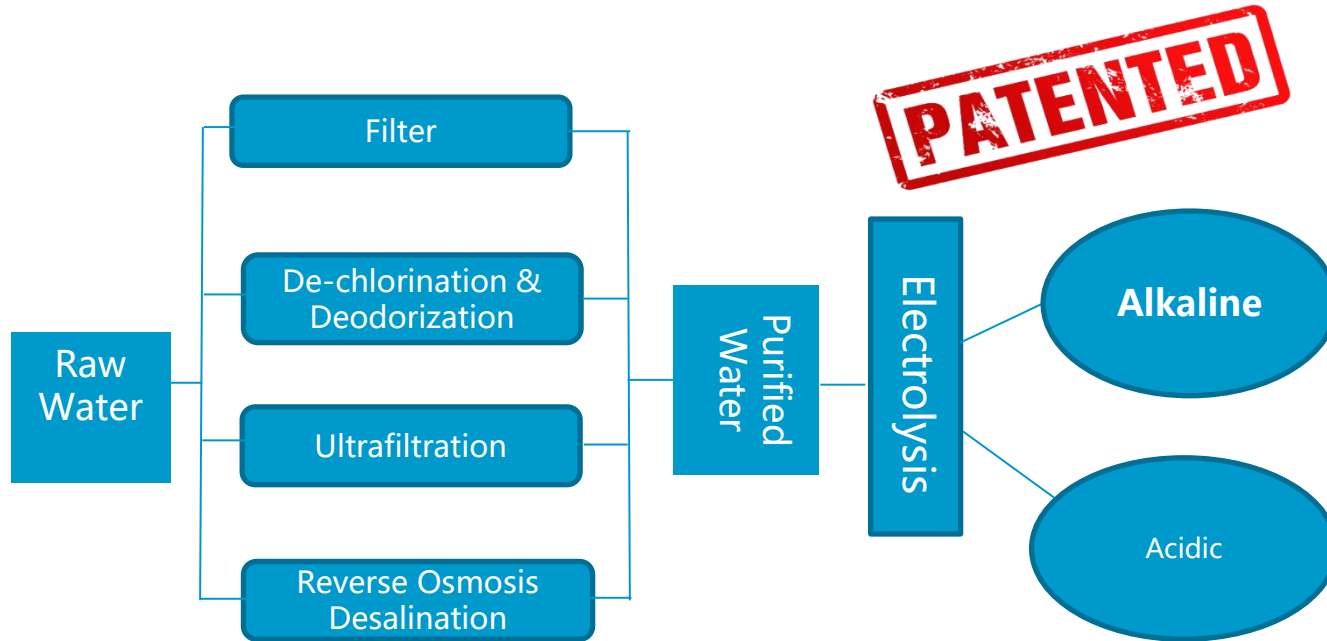 PATENTED
Filter
De-chlorination &
Deodorization
Raw
Water
Ultrafiltration
Reverse Osmosis
Desalination
Purified
Water
Electrolysis
Alkaline
Acidic